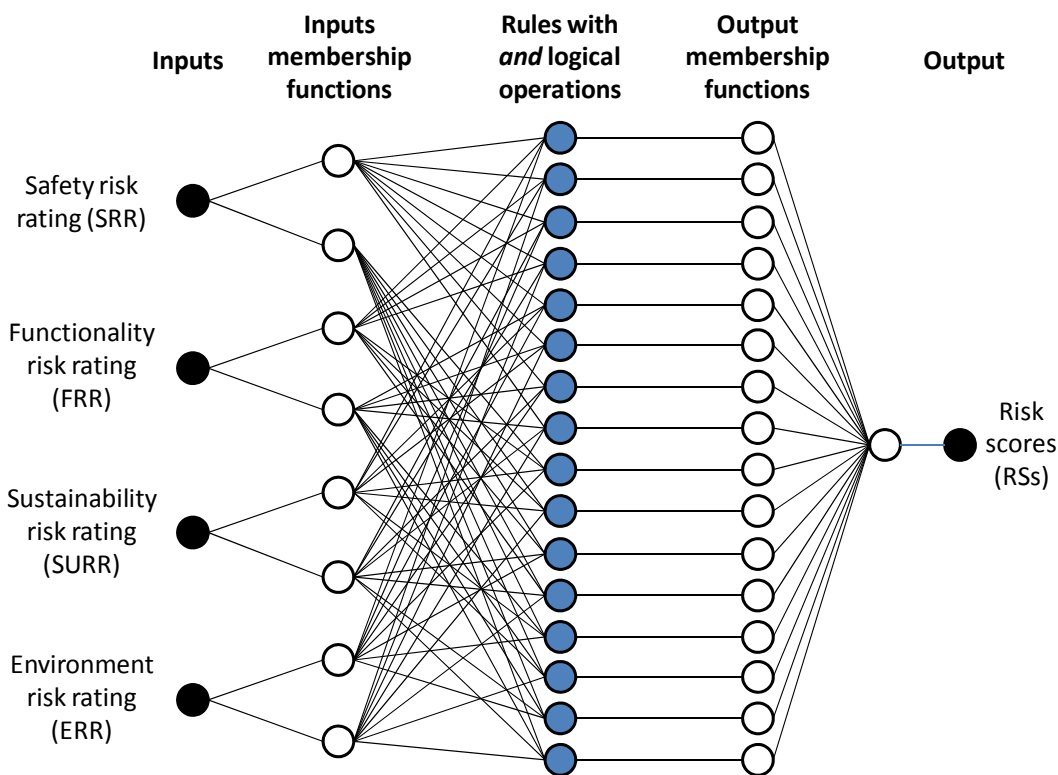 Inputs
Inputs
membership
functions
Rules with
and logical
operations
Output
membership
functions
Output
Safety risk
rating (SRR)
Functionality
risk rating
(FRR)
Sustainability
risk rating
(SURR)
Environment
risk rating
(ERR)
Risk
scores
(RSs)